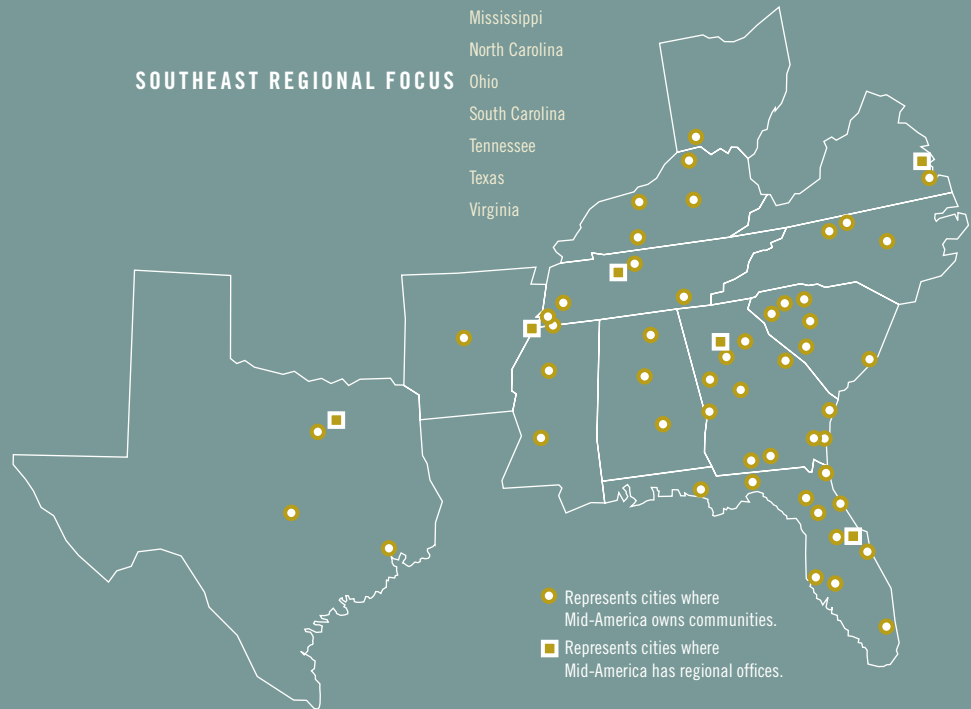 SOUTHEAST REGIONAL FOCUS
Mississippi
North Carolina
Ohio
South Carolina
Tennessee
Texas
Virginia
Represents cities where
Mid-America owns communities.
Represents cities where
Mid-America has regional offices.